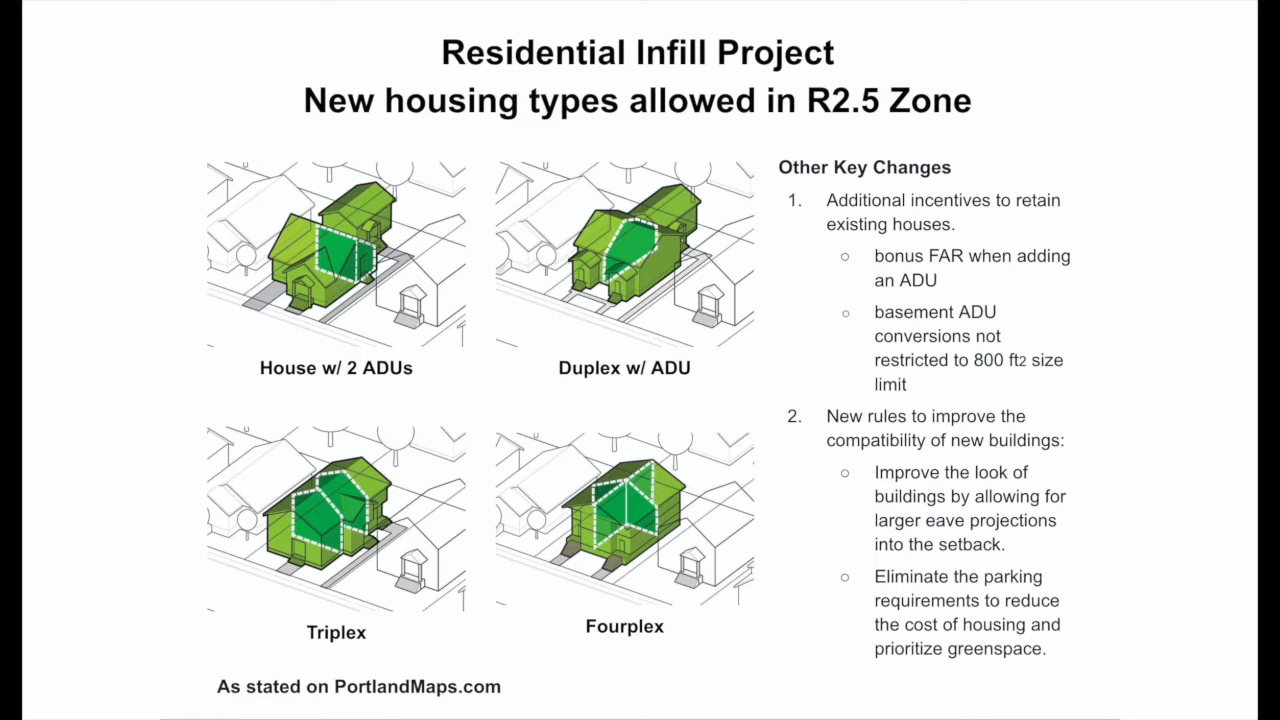 Residential Infill Project
New housing types allowed in R2.5 Zone
House w/ 2 ADUs
Duplex w/ ADU
Triplex
Fourplex
As stated on PortlandMaps.com
Other Key Changes
1. Additional incentives to retain
existing houses.
○ bonus FAR when adding
an ADU
○ basement ADU
conversions not
restricted to 800 ft2 size
limit
2. New rules to improve the
compatibility of new buildings:
○ Improve the look of
buildings by allowing for
larger eave projections
into the setback.
○ Eliminate the parking
requirements to reduce
the cost of housing and
prioritize greenspace.